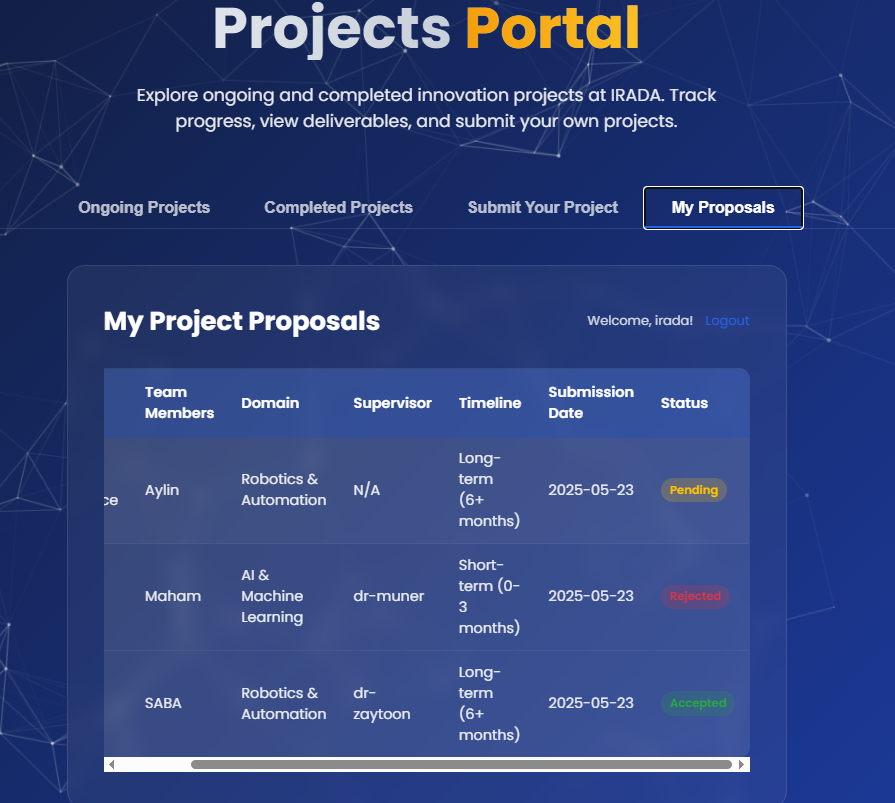 Projects Portal
Explore ongoing and completed innovation projects at IRADA. Track
progress, view deliverables, and submit your own projects.
Ongoing Projects
Completed Projects
Submit Your Project
My Proposals
My Project Proposals
Welcome, irada! Logout
Team
Members
Domain
Supervisor
Timeline
Submission
Date
Status
ce
Aylin
Robotics &
Automation
N/A
Long-
term
(6+
months)
2025-05-23
Pending
Maham
AI &
Machine
Learning
dr-muner
Short-
term (0-
3
months)
2025-05-23
Rejected
SABA
Robotics &
Automation
dr-
zaytoon
Long-
term
(6+
months)
2025-05-23
Accepted